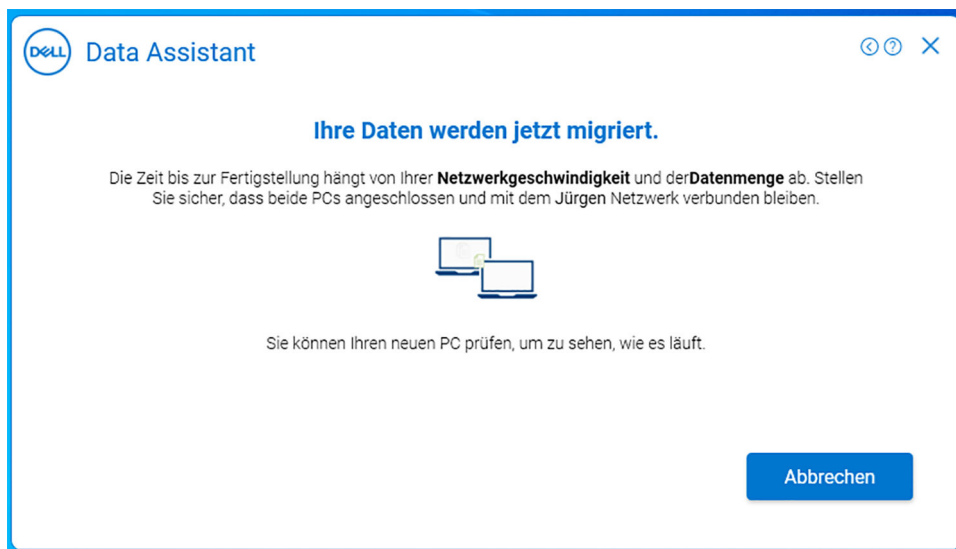 DELL Data Assistant
Ihre Daten werden jetzt migriert.
Die Zeit bis zur Fertigstellung hängt von Ihrer Netzwerkgeschwindigkeit und derDatenmenge ab. Stellen
Sie sicher, dass beide PCs angeschlossen und mit dem Jürgen Netzwerk verbunden bleiben.
Sie können Ihren neuen PC prüfen, um zu sehen, wie es läuft.
Abbrechen